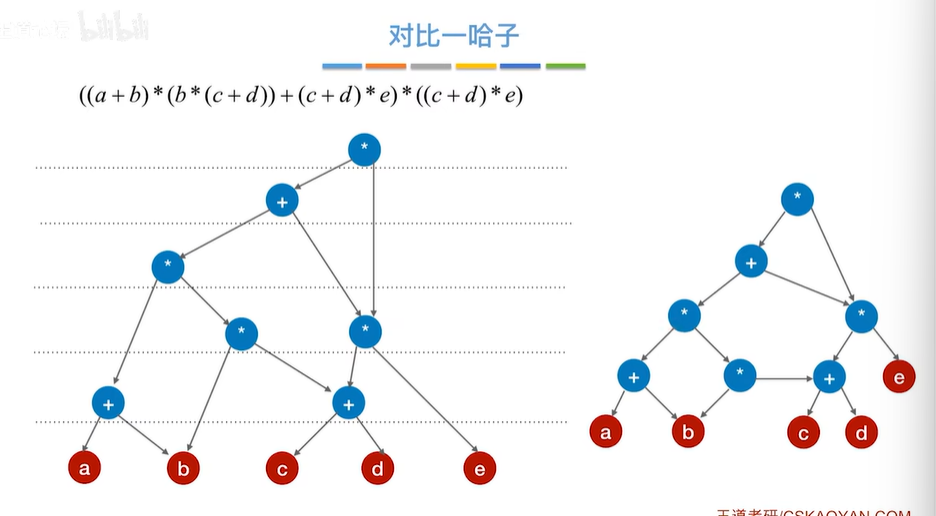 bilibili
对比一哈子
((a+b)*(b*(c+d))+(c+d)*e)*((c+d)*e)
*
+
*
*
*
+
+
a b c d e
*
+
*
*
+
*
+
e
a b c d
王道考研/CSKAOYAN.COM